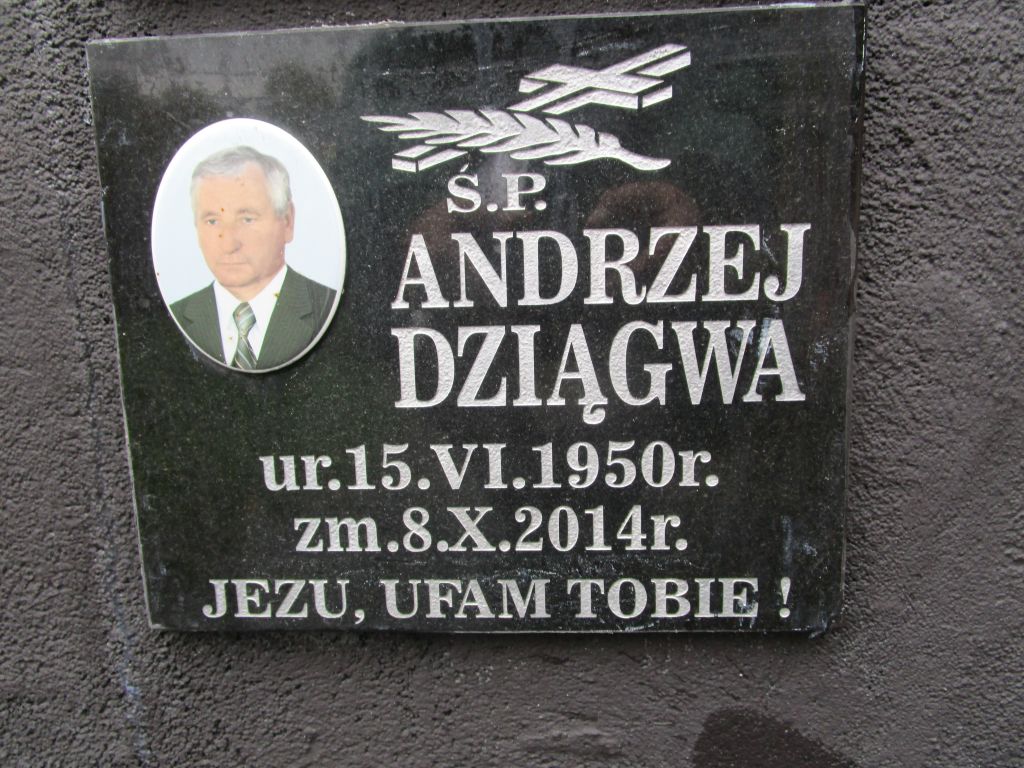 Ś.P.
ANDRZEJ
DZIĄGWA
ur.15.VI.1950r.
zm.8.X.2014r.
JEZU, UFAM TOBIE !